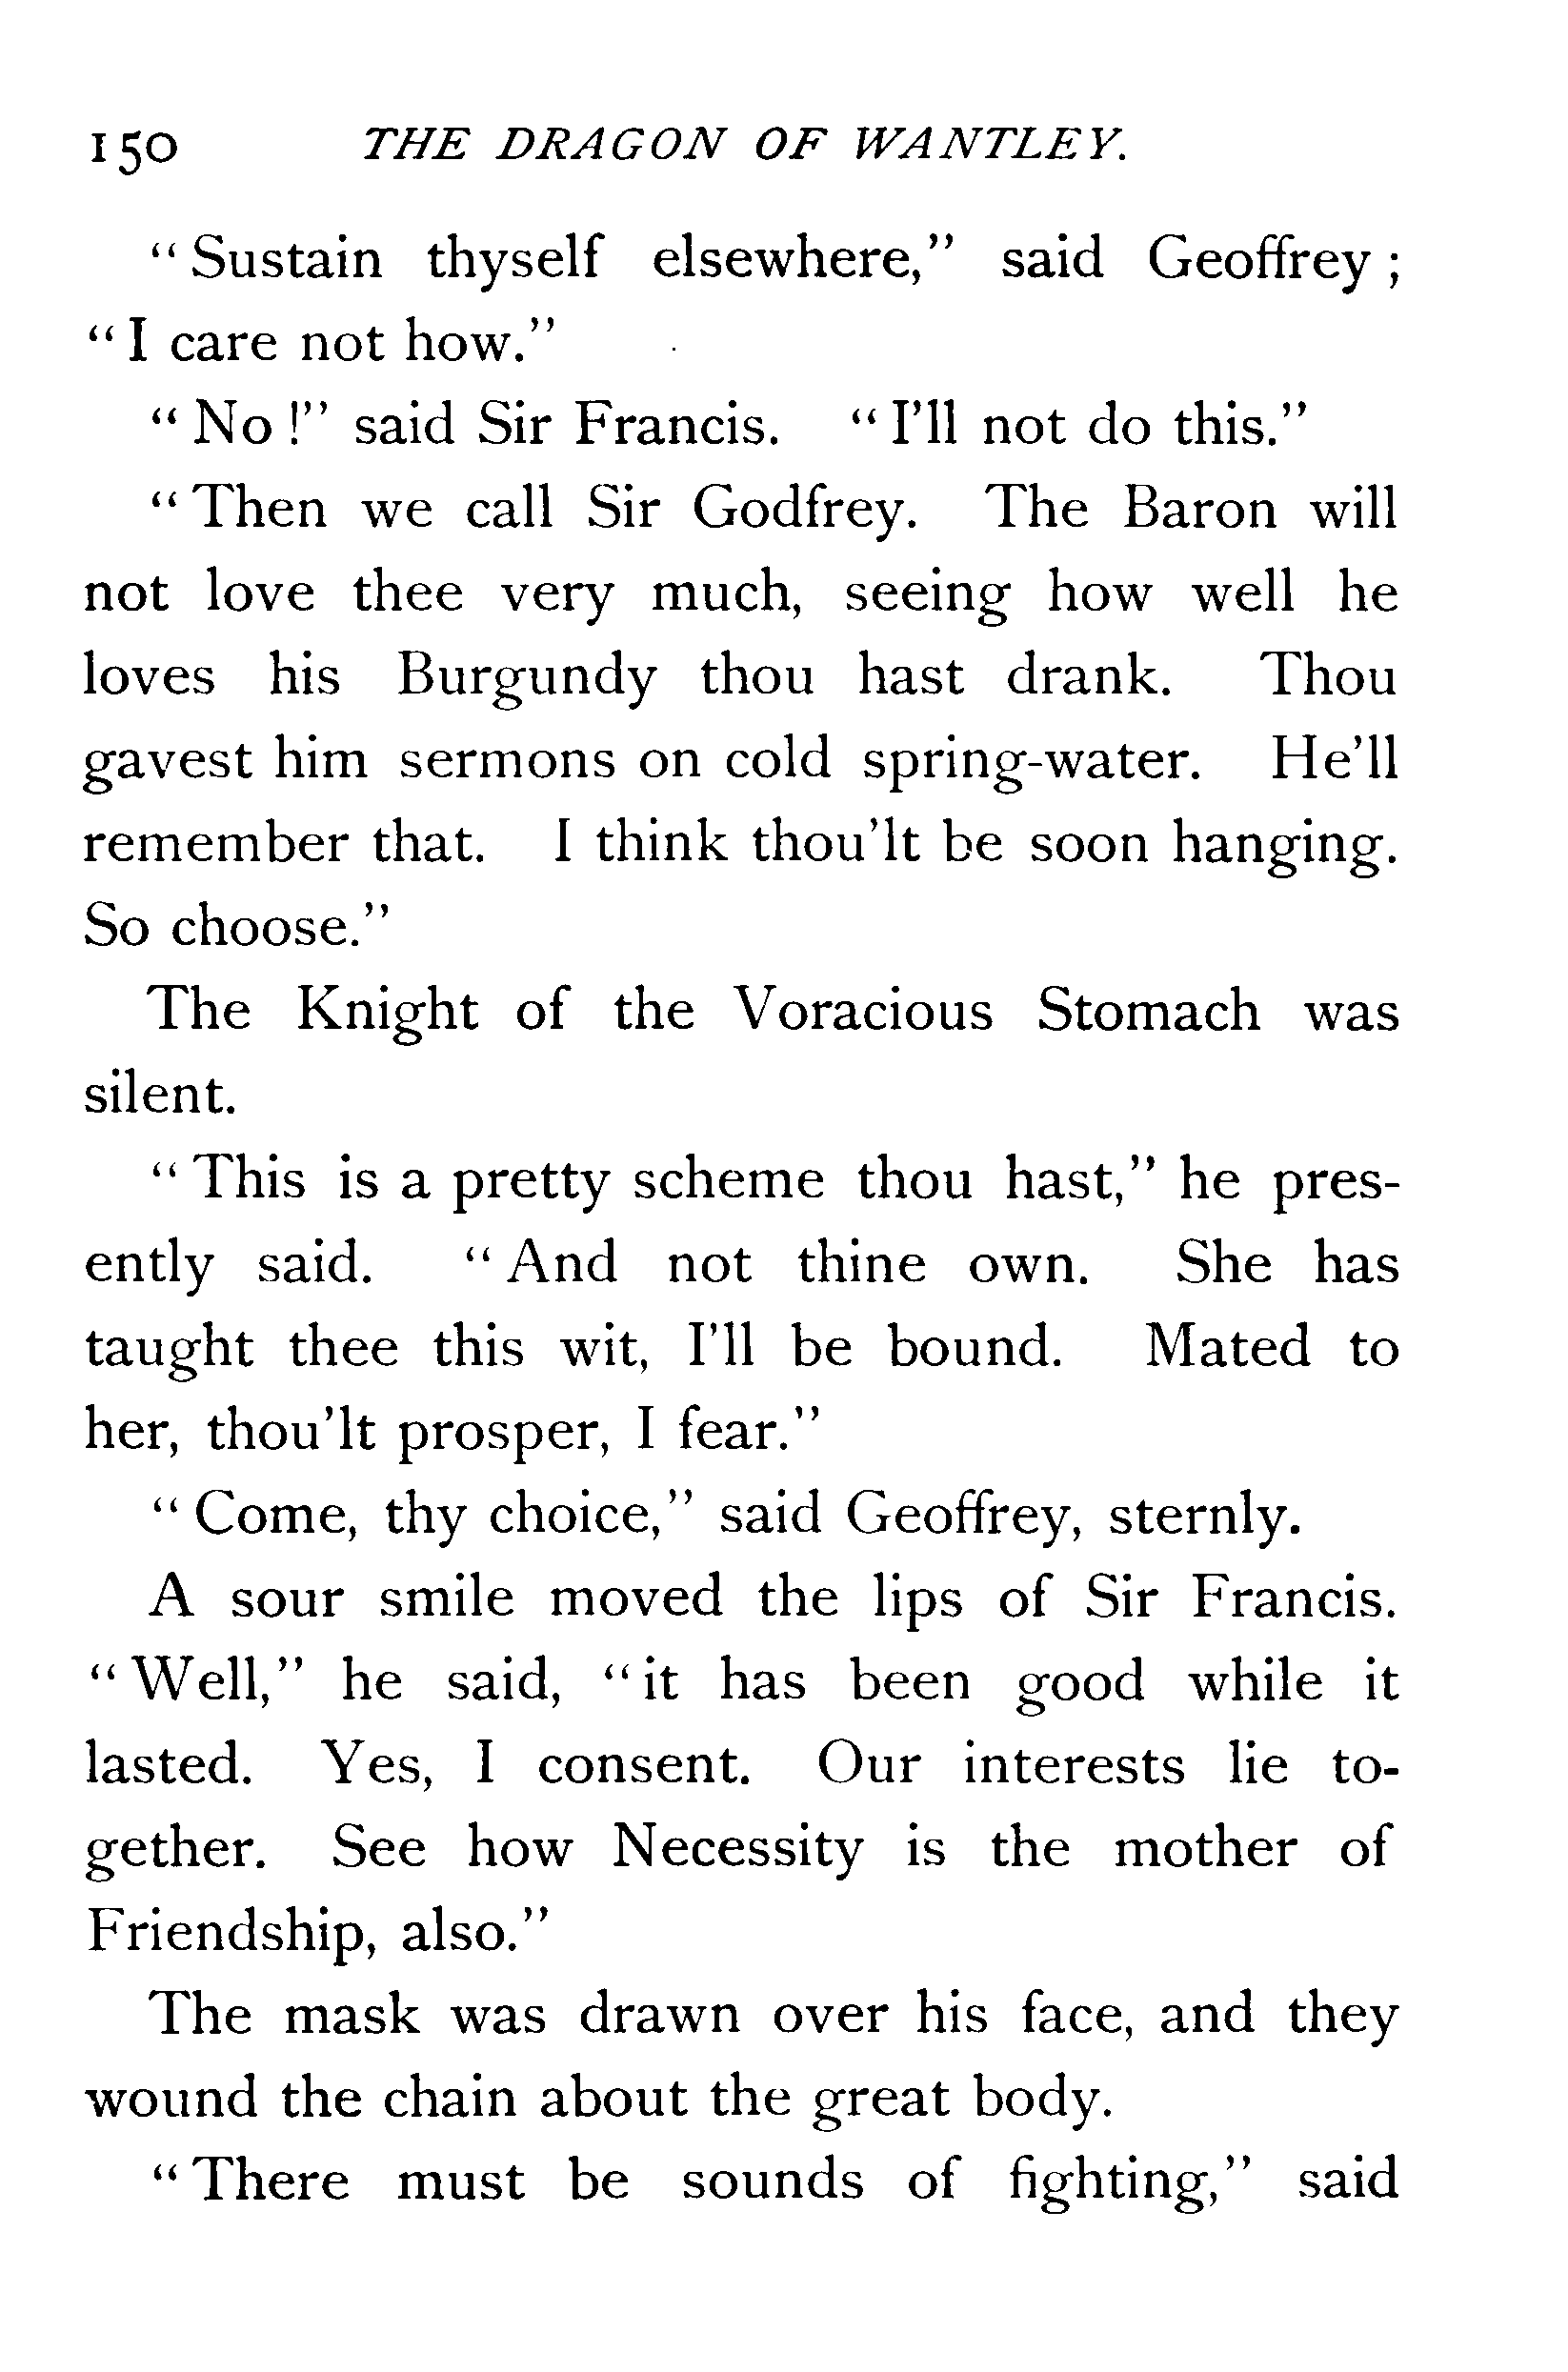 150 THE DRAGON OF WANTLEY.
“Sustain thyself elsewhere,” said Geoffrey;
“I care not how.”
“No!” said Sir Francis. “I’ll not do this.”
“Then we call Sir Godfrey. The Baron will
not love thee very much, seeing how well he
loves his Burgundy thou hast drank. Thou
gavest him sermons on cold spring-water. He’ll
remember that. I think thou’lt be soon hanging.
So choose.”
The Knight of the Voracious Stomach was
silent.
“This is a pretty scheme thou hast,” he pres-
ently said. “And not thine own. She has
taught thee this wit, I’ll be bound. Mated to
her, thou’lt prosper, I fear.”
“Come, thy choice,” said Geoffrey, sternly.
A sour smile moved the lips of Sir Francis.
“Well,” he said, “it has been good while it
lasted. Yes, I consent. Our interests lie to-
gether. See how Necessity is the mother of
Friendship, also.”
The mask was drawn over his face, and they
wound the chain about the great body.
“There must be sounds of fighting,” said